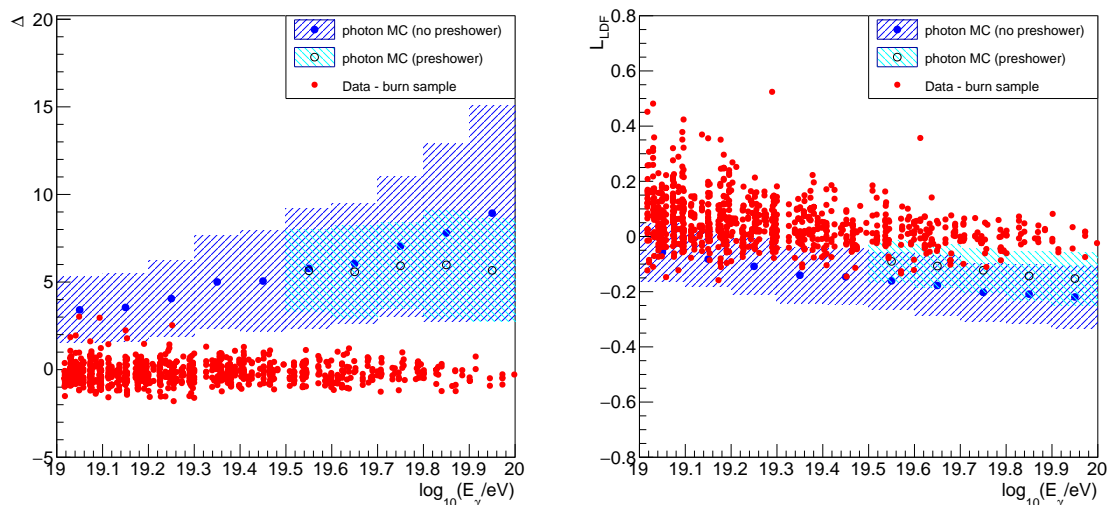 Δ
20
15
10
5
0
−5
photon MC (no preshower)
photon MC (preshower)
Data - burn sample
19 19.1 19.2 19.3 19.4 19.5 19.6 19.7 19.8 19.9 20
log10(Eγ/eV)
LLDF
0.8
0.6
0.4
0.2
0
−0.2
−0.4
−0.6
−0.8
photon MC (no preshower)
photon MC (preshower)
Data - burn sample
19 19.1 19.2 19.3 19.4 19.5 19.6 19.7 19.8 19.9 20
log10(Eγ/eV)